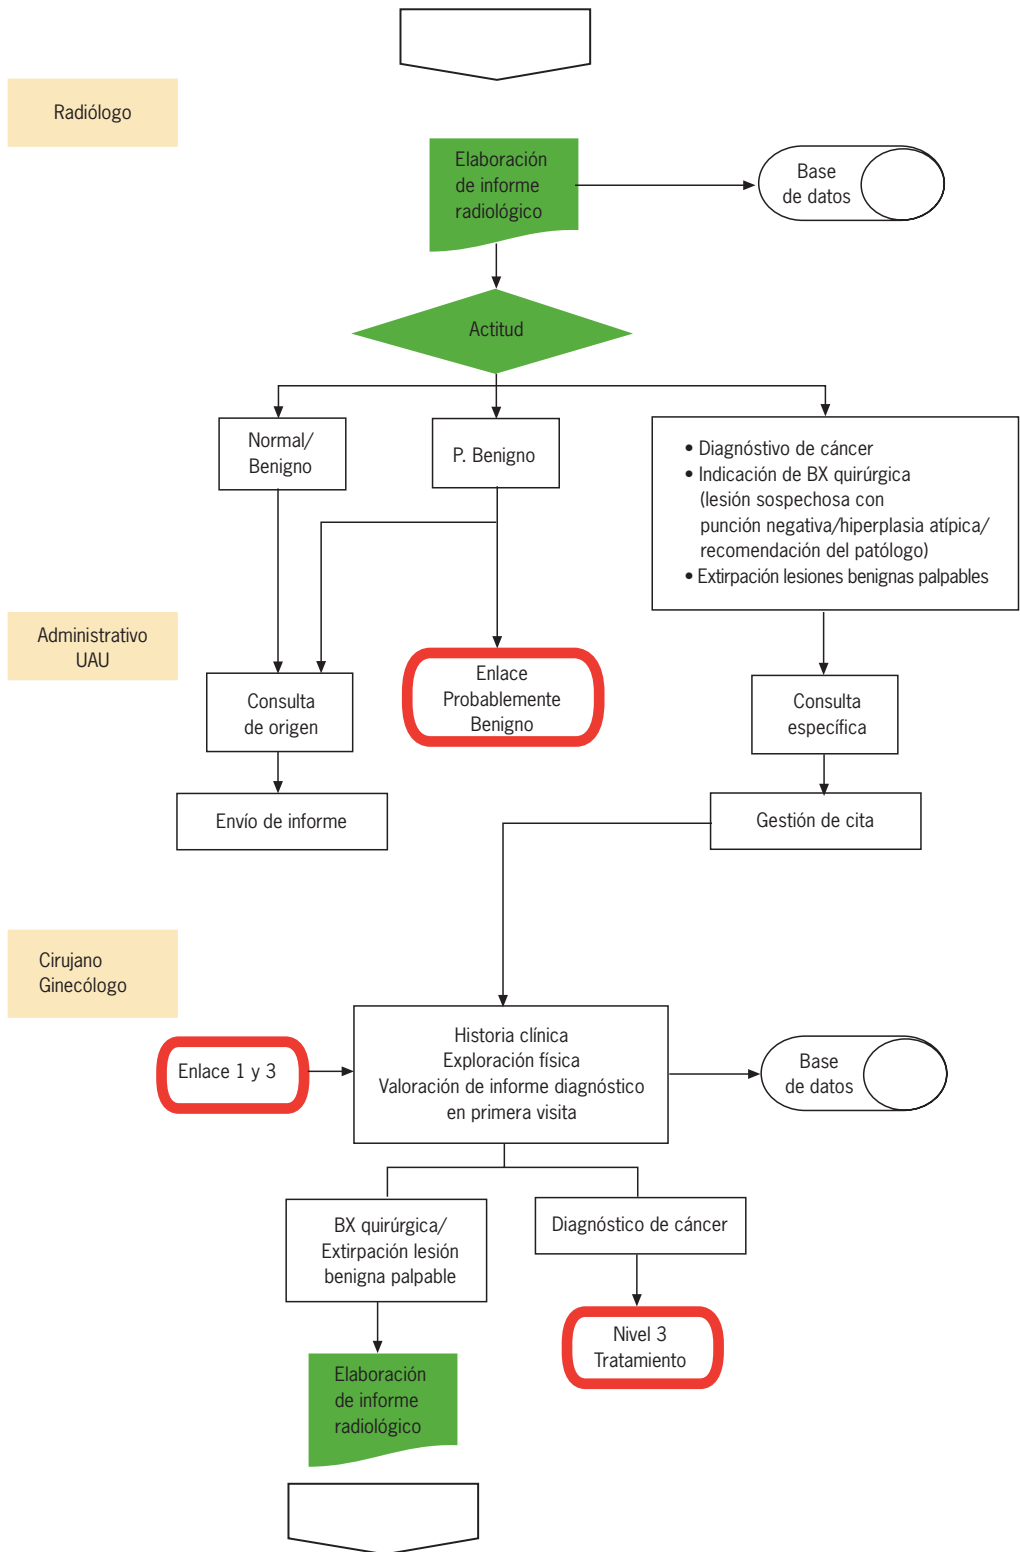 Radiólogo
Elaboración
de informe
radiológico
Base
de datos
Actitud
Normal/
Benigno
P. Benigno
• Diagnóstivo de cáncer
• Indicación de BX quirúrgica
(lesión sospechosa con
punción negativa/hiperplasia atípica/
recomendación del patólogo)
• Extirpación lesiones benignas palpables
Administrativo
UAU
Consulta
de origen
Enlace
Probablemente
Benigno
Consulta
específica
Envío de informe
Gestión de cita
Cirujano
Ginecólogo
Enlace 1 y 3
Historia clínica
Exploración física
Valoración de informe diagnóstico
en primera visita
Base
de datos
BX quirúrgica/
Extirpación lesión
benigna palpable
Diagnóstico de cáncer
Nivel 3
Tratamiento
Elaboración
de informe
radiológico